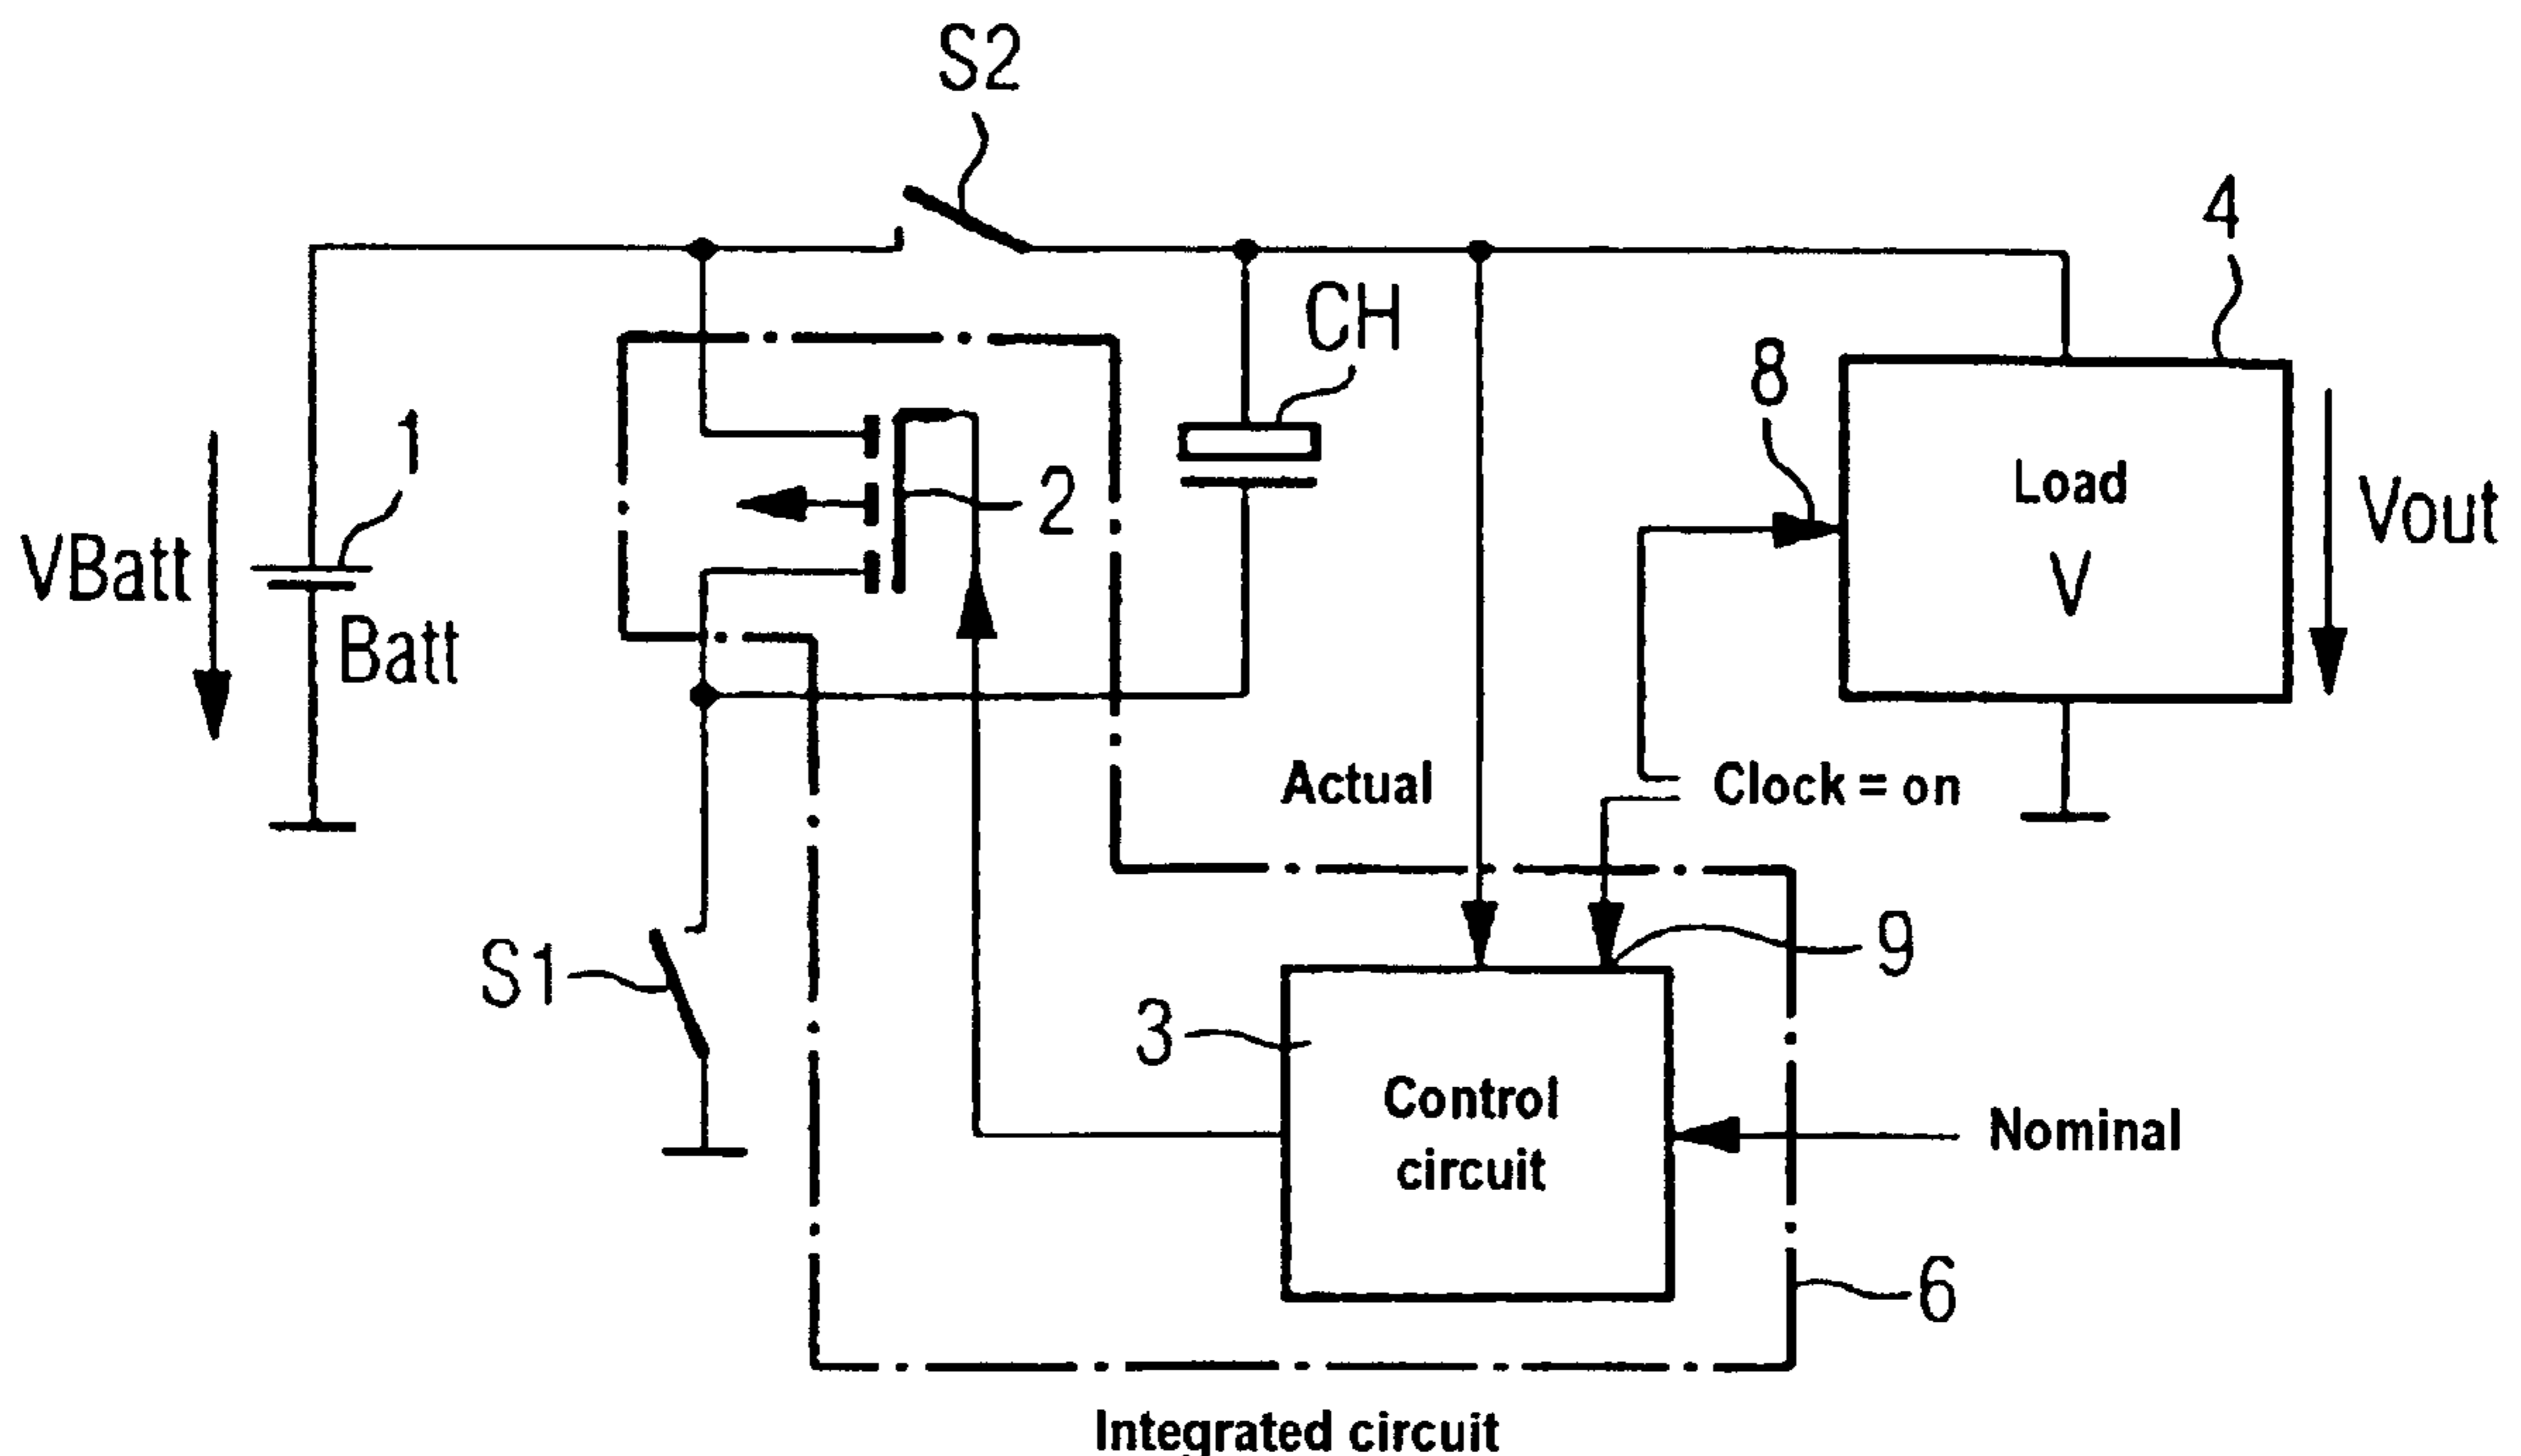 S2
4
CH
8
1
Load
V
2
Vout
VBatt
Batt
Actual
Clock = on
S1
9
3
Control
circuit
Nominal
6
Integrated circuit